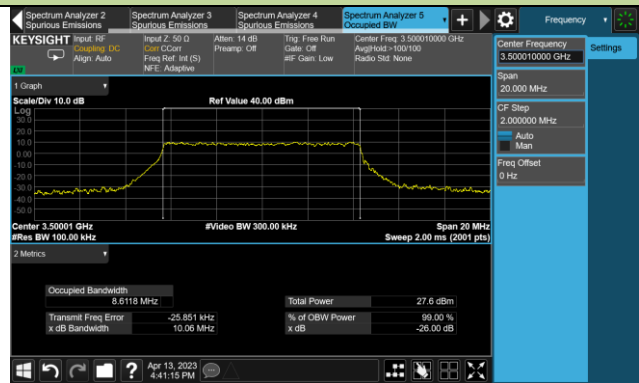 Spectrum Analyzer 2
Spurious Emissions
Spectrum Analyzer 3
Spurious Emissions
Spectrum Analyzer 4
Spurious Emissions
Spectrum Analyzer 5
Occupied BW
+
Frequency
KEYSIGHT
Input: RF
Coupling: DC
Align: Auto
Input Z: 50 Ω
Corr CCorr
Freq Ref: Int (S)
NFE: Adaptive
Atten: 14 dB
Preamp: Off
Trig: Free Run
Gate: Off
#IF Gain: Low
Center Freq: 3.500010000 GHz
Avg|Hold:>100/100
Radio Std: None
Center Frequency
3.500010000 GHz
Settings
Span
20.000 MHz
CF Step
2.000000 MHz
Auto
Man
Freq Offset
0 Hz
1 Graph
Scale/Div 10.0 dB
Ref Value 40.00 dBm
Log
30.0
20.0
10.0
0.00
-10.0
-20.0
-30.0
-40.0
-50.0
Center 3.50001 GHz
#Video BW 300.00 kHz
Span 20 MHz
#Res BW 100.00 kHz
Sweep 2.00 ms (2001 pts)
2 Metrics
Occupied Bandwidth
8.6118 MHz
Total Power
27.6 dBm
Transmit Freq Error
-25.851 kHz
% of OBW Power
99.00 %
x dB Bandwidth
10.06 MHz
x dB
-26.00 dB
?
Apr 13, 2023
4:41:15 PM